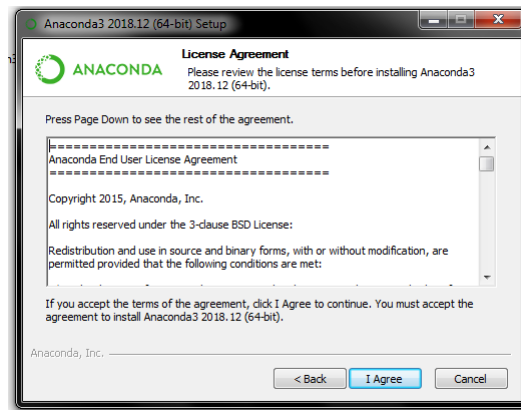 Anaconda3 2018.12 (64-bit) Setup
ANACONDA
License Agreement
Please review the license terms before installing Anaconda3
2018.12 (64-bit).
Press Page Down to see the rest of the agreement.
===================================
Anaconda End User License Agreement
===================================
Copyright 2015, Anaconda, Inc.
All rights reserved under the 3-clause BSD License:
Redistribution and use in source and binary forms, with or without modification, are
permitted provided that the following conditions are met:
If you accept the terms of the agreement, click I Agree to continue. You must accept the
agreement to install Anaconda3 2018.12 (64-bit).
Anaconda, Inc.
< Back
I Agree
Cancel